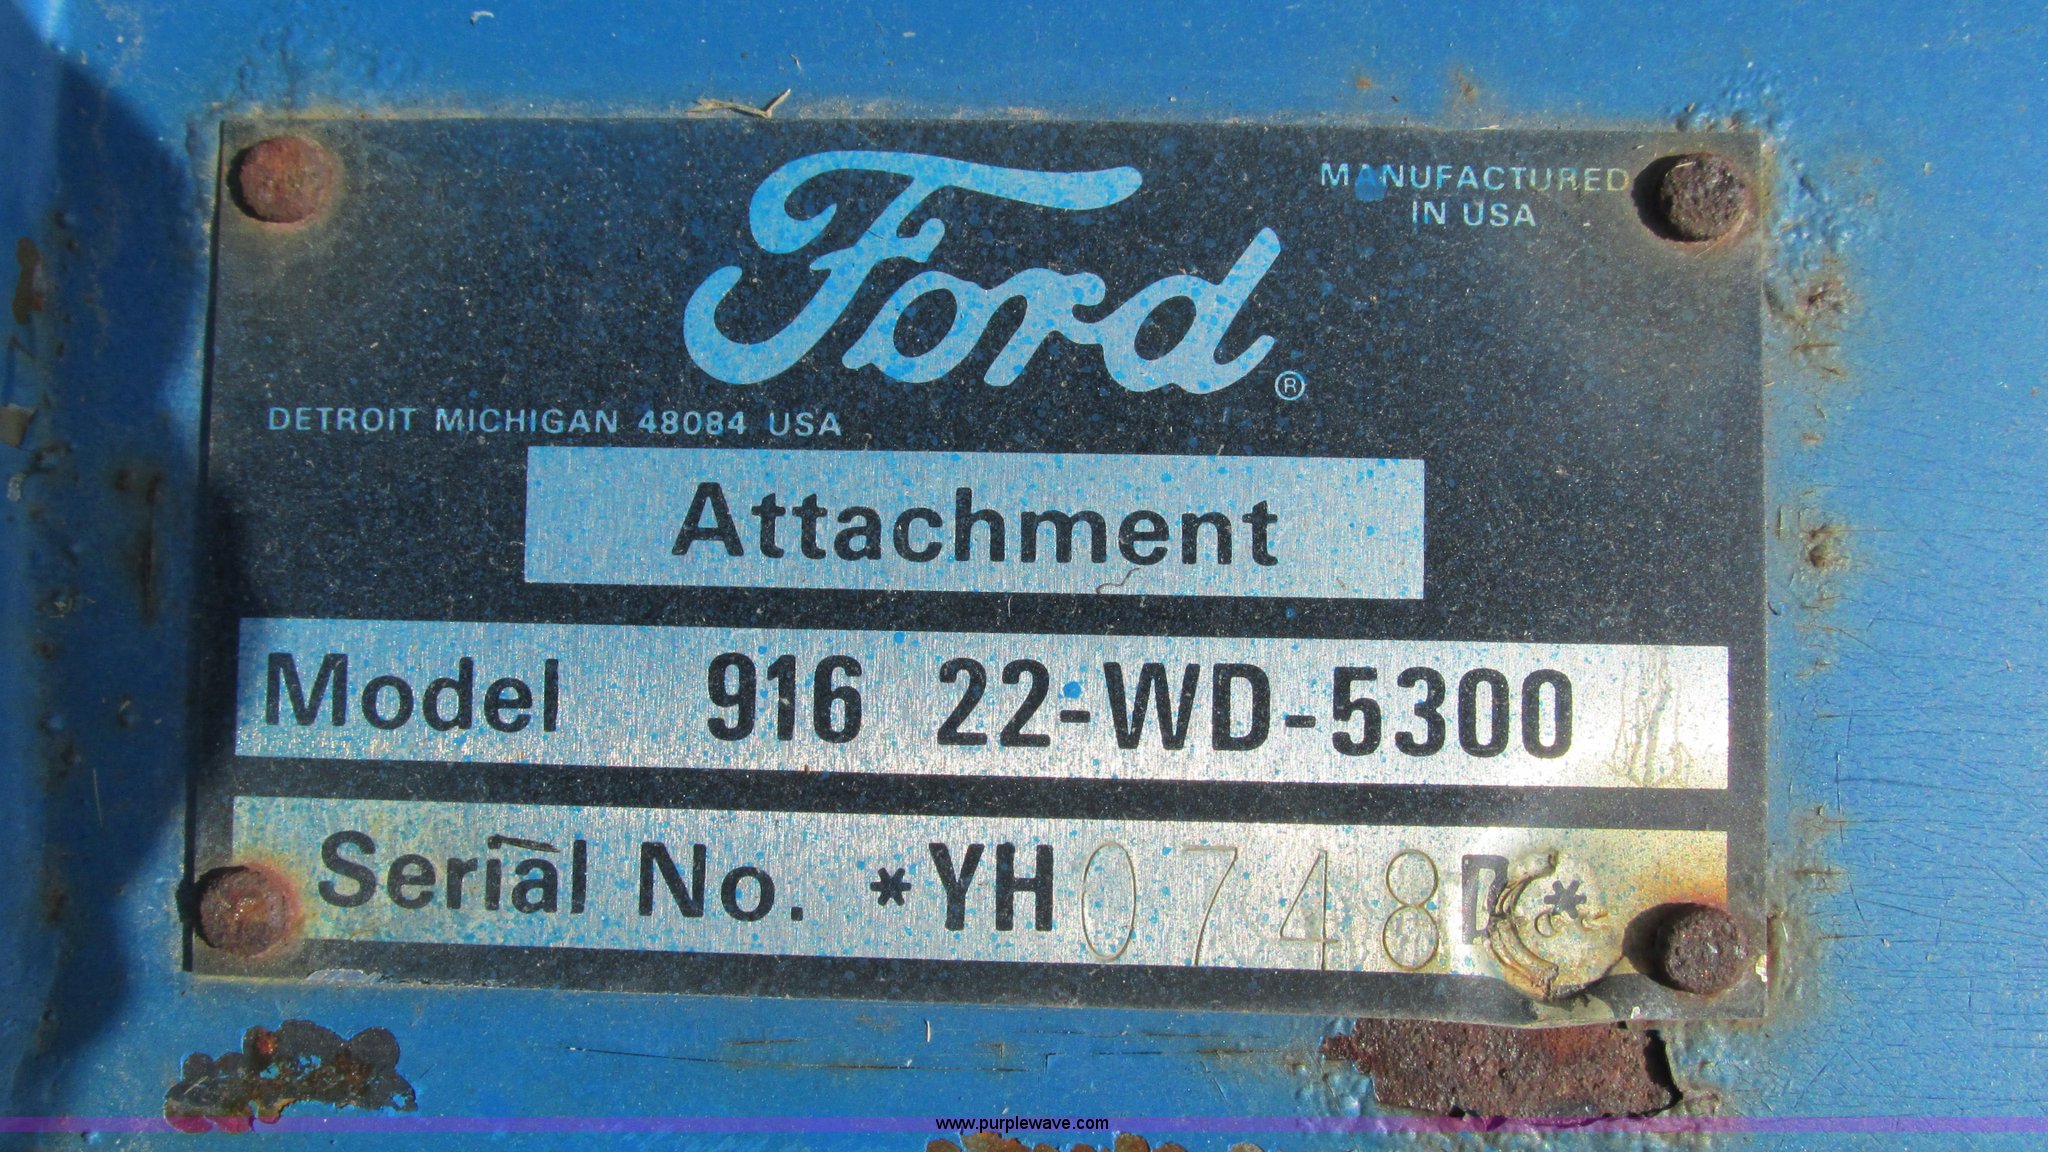 Ford®
MANUFACTURED
IN USA
DETROIT MICHIGAN 48084 USA
Attachment
Model 916 22-WD-5300
Serial No. *YH0748
www.purplewave.com